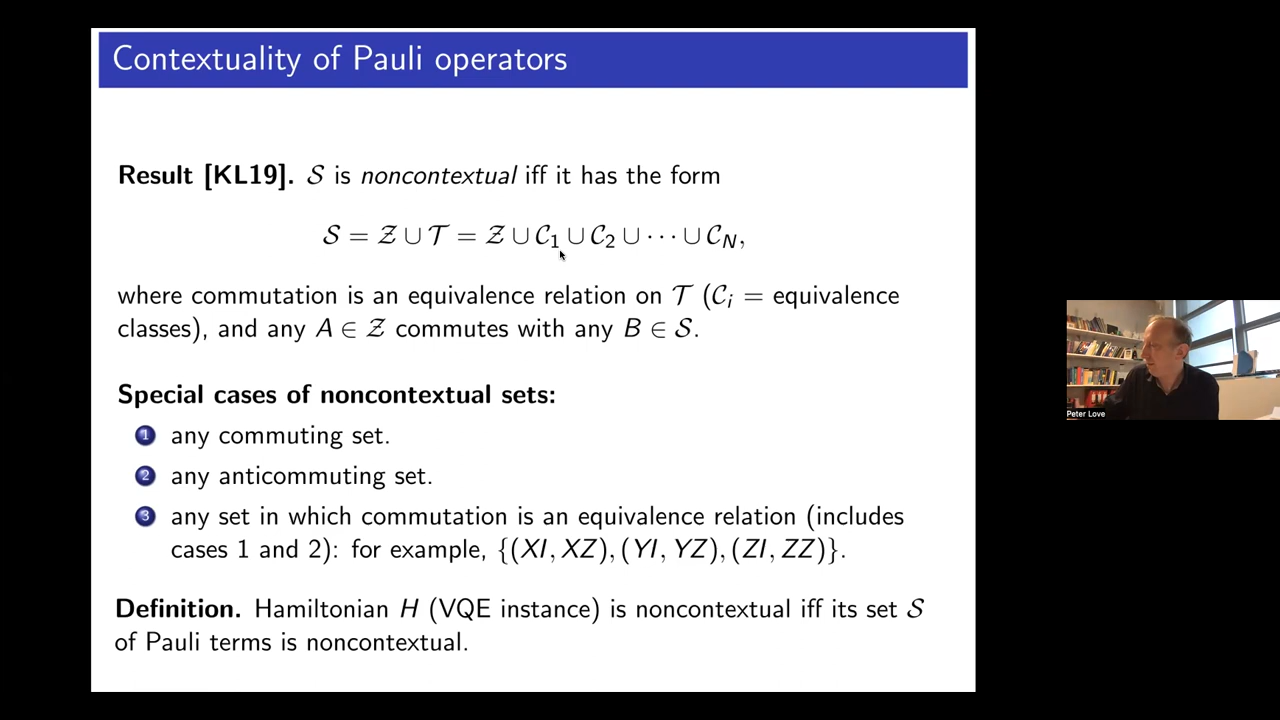 Contextuality of Pauli operators
Result [KL19]. 𝒮 is noncontextual iff it has the form
𝒮 = 𝒵 ∪ 𝒯 = 𝒵 ∪ 𝒞₁ ∪ 𝒞₂ ∪ ⋯ ∪ 𝒞_N,
where commutation is an equivalence relation on 𝒯 (𝒞ᵢ = equivalence
classes), and any A ∈ 𝒵 commutes with any B ∈ 𝒮.
Special cases of noncontextual sets:
1 any commuting set.
2 any anticommuting set.
3 any set in which commutation is an equivalence relation (includes
cases 1 and 2): for example, {(XI, XZ), (YI, YZ), (ZI, ZZ)}.
Definition. Hamiltonian H (VQE instance) is noncontextual iff its set 𝒮
of Pauli terms is noncontextual.
Peter Love